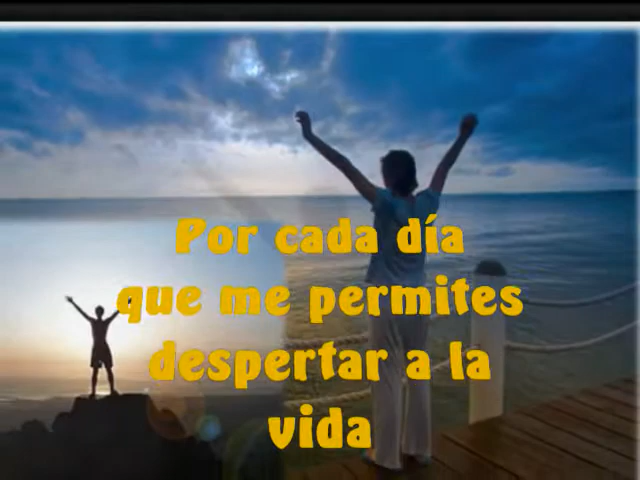 Por cada día
que me permites
despertar a la
vida